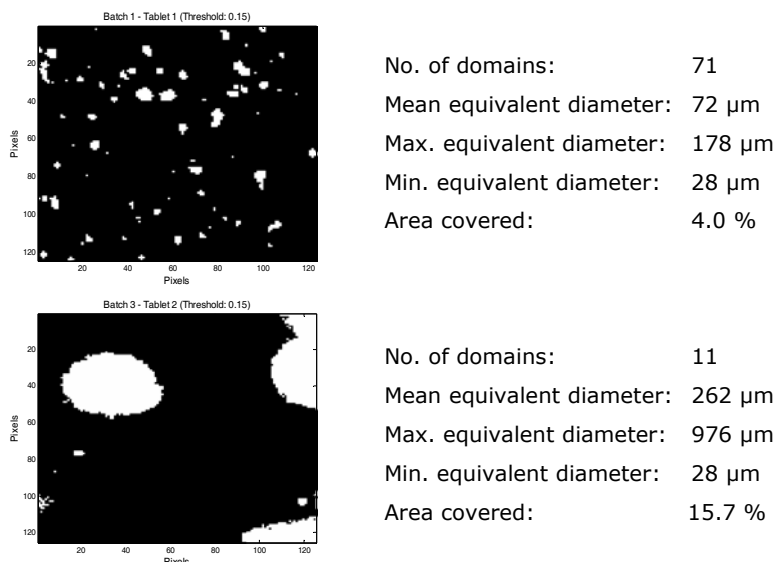 Batch 1 - Tablet 1 (Threshold: 0.15)
20
40
60
80
100
120
Pixels
20 40 60 80 100 120
Pixels
No. of domains: 71
Mean equivalent diameter: 72 µm
Max. equivalent diameter: 178 µm
Min. equivalent diameter: 28 µm
Area covered: 4.0 %
Batch 3 - Tablet 2 (Threshold: 0.15)
20
40
60
80
100
120
Pixels
20 40 60 80 100 120
Pixels
No. of domains: 11
Mean equivalent diameter: 262 µm
Max. equivalent diameter: 976 µm
Min. equivalent diameter: 28 µm
Area covered: 15.7 %